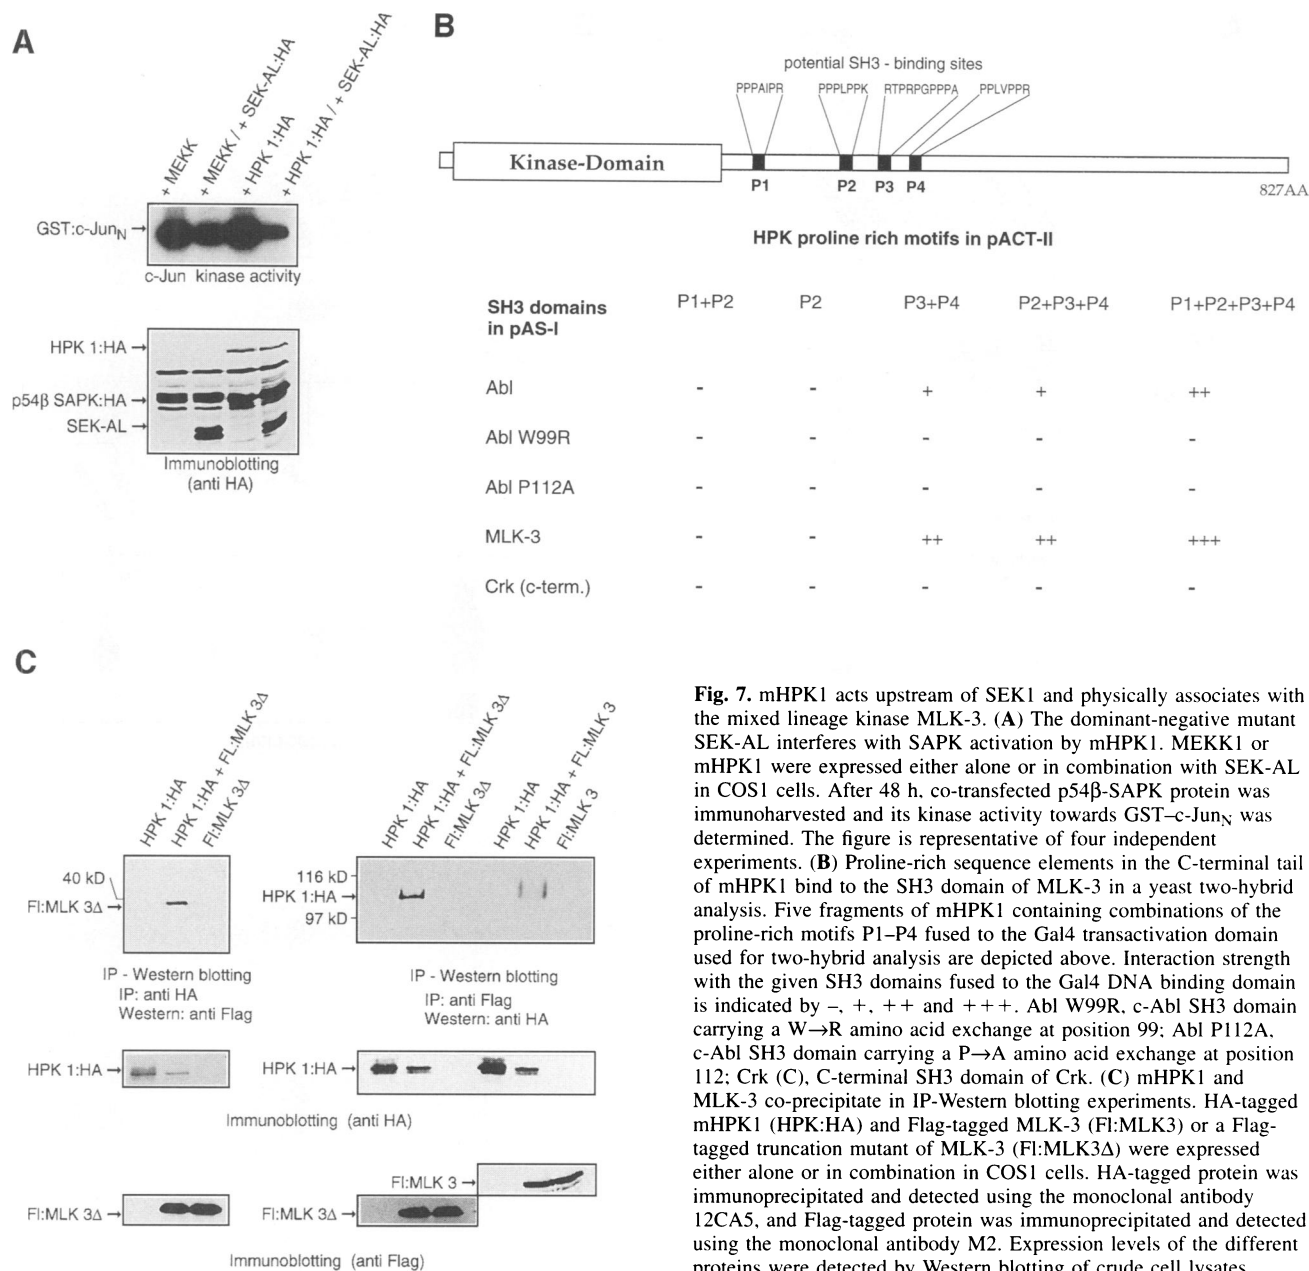 A
+ MEKK
+ MEKK / + SEK-AL:HA
+ HPK 1:HA
+ HPK 1:HA / + SEK-AL:HA
GST:c-JunN
c-Jun kinase activity
HPK 1:HA
p54β SAPK:HA
SEK-AL
Immunoblotting
(anti HA)
B
potential SH3 - binding sites
PPPAIPR PPPLPPK RTPRPGPPPA PPLVPPR
Kinase-Domain
P1 P2 P3 P4
827AA
HPK proline rich motifs in pACT-II
SH3 domains P1+P2 P2 P3+P4 P2+P3+P4 P1+P2+P3+P4
in pAS-I
Abl - - + + ++
Abl W99R - - - - -
Abl P112A - - - - -
MLK-3 - - ++ ++ +++
Crk (c-term.) - - - - -
C
HPK 1:HA
HPK 1:HA + FL:MLK 3Δ
Fl:MLK 3Δ
40 kD
Fl:MLK 3Δ
IP - Western blotting
IP: anti HA
Western: anti Flag
HPK 1:HA
HPK 1:HA + FL:MLK 3Δ
Fl:MLK 3Δ
HPK 1:HA
HPK 1:HA + FL:MLK 3
Fl:MLK 3
116 kD
HPK 1:HA
97 kD
IP - Western blotting
IP: anti Flag
Western: anti HA
HPK 1:HA HPK 1:HA
Immunoblotting (anti HA)
Fl:MLK 3
Fl:MLK 3Δ Fl:MLK 3Δ
Immunoblotting (anti Flag)
Fig. 7. mHPK1 acts upstream of SEK1 and physically associates with
the mixed lineage kinase MLK-3. (A) The dominant-negative mutant
SEK-AL interferes with SAPK activation by mHPK1. MEKK1 or
mHPK1 were expressed either alone or in combination with SEK-AL
in COS1 cells. After 48 h, co-transfected p54β-SAPK protein was
immunoharvested and its kinase activity towards GST–c-JunN was
determined. The figure is representative of four independent
experiments. (B) Proline-rich sequence elements in the C-terminal tail
of mHPK1 bind to the SH3 domain of MLK-3 in a yeast two-hybrid
analysis. Five fragments of mHPK1 containing combinations of the
proline-rich motifs P1–P4 fused to the Gal4 transactivation domain
used for two-hybrid analysis are depicted above. Interaction strength
with the given SH3 domains fused to the Gal4 DNA binding domain
is indicated by –, +, ++ and +++. Abl W99R, c-Abl SH3 domain
carrying a W→R amino acid exchange at position 99; Abl P112A,
c-Abl SH3 domain carrying a P→A amino acid exchange at position
112; Crk (C), C-terminal SH3 domain of Crk. (C) mHPK1 and
MLK-3 co-precipitate in IP-Western blotting experiments. HA-tagged
mHPK1 (HPK:HA) and Flag-tagged MLK-3 (Fl:MLK3) or a Flag-
tagged truncation mutant of MLK-3 (Fl:MLK3Δ) were expressed
either alone or in combination in COS1 cells. HA-tagged protein was
immunoprecipitated and detected using the monoclonal antibody
12CA5, and Flag-tagged protein was immunoprecipitated and detected
using the monoclonal antibody M2. Expression levels of the different
proteins were detected by Western blotting of crude cell lysates.